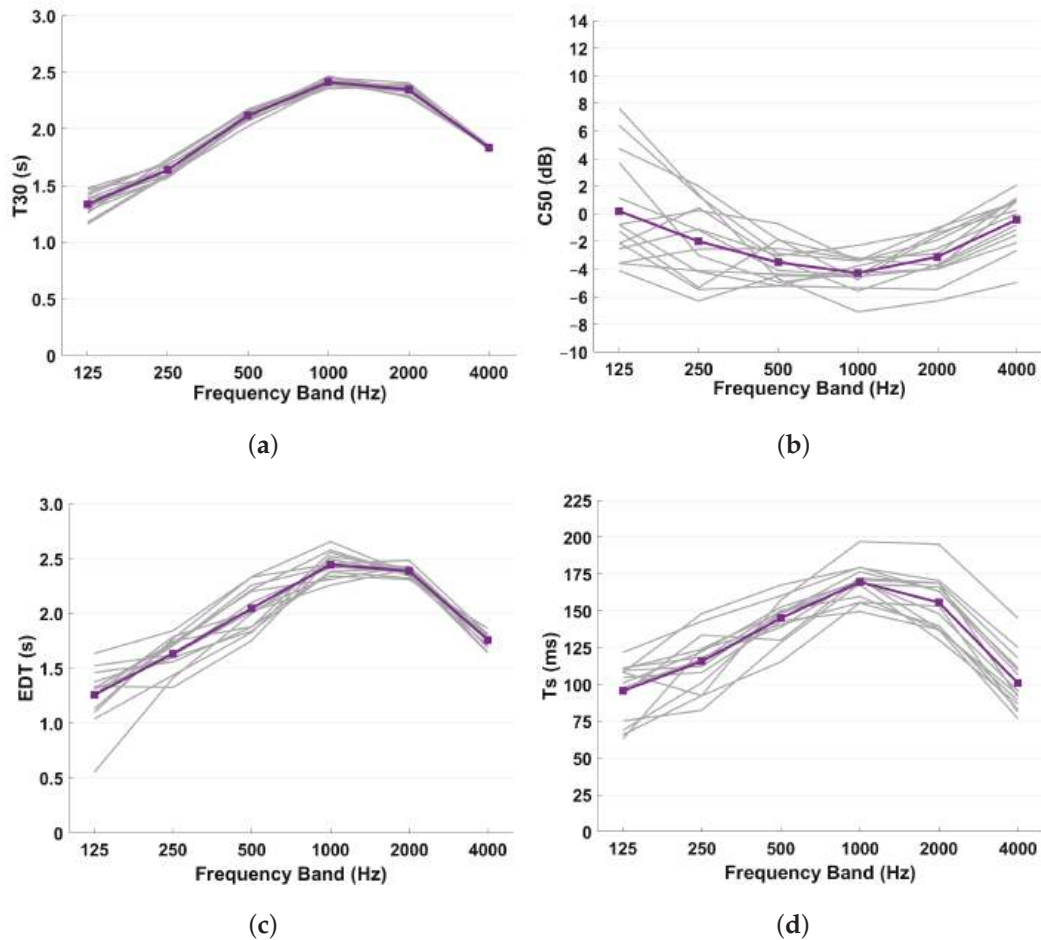 3.0
2.5
2.0
1.5
1.0
0.5
0
T30 (s)
125 250 500 1000 2000 4000
Frequency Band (Hz)
(a)
14
12
10
8
6
4
2
0
−2
−4
−6
−8
−10
C50 (dB)
125 250 500 1000 2000 4000
Frequency Band (Hz)
(b)
3.0
2.5
2.0
1.5
1.0
0.5
0
EDT (s)
125 250 500 1000 2000 4000
Frequency Band (Hz)
(c)
225
200
175
150
125
100
75
50
25
0
Ts (ms)
125 250 500 1000 2000 4000
Frequency Band (Hz)
(d)